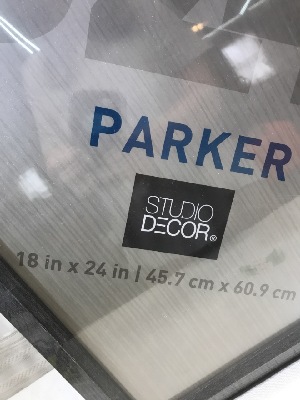 PARKER
STUDIO
DECOR®
18 in x 24 in | 45.7 cm x 60.9 cm